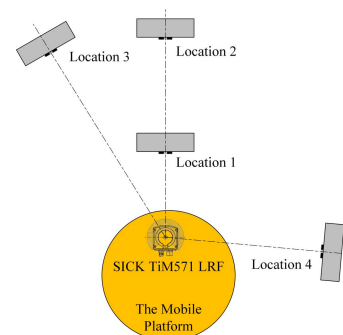 Location 2
Location 3
Location 1
SICK TiM571 LRF
Location 4
The Mobile
Platform